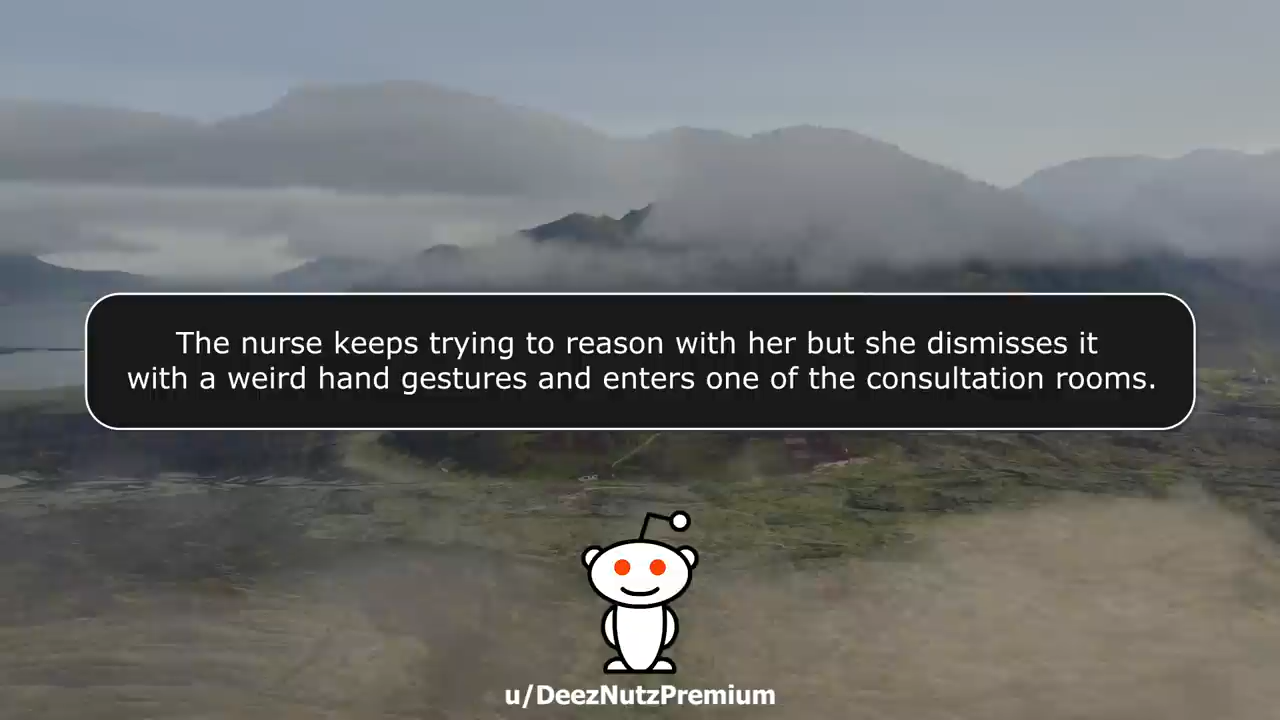 The nurse keeps trying to reason with her but she dismisses it
with a weird hand gestures and enters one of the consultation rooms.
u/DeezNutzPremium